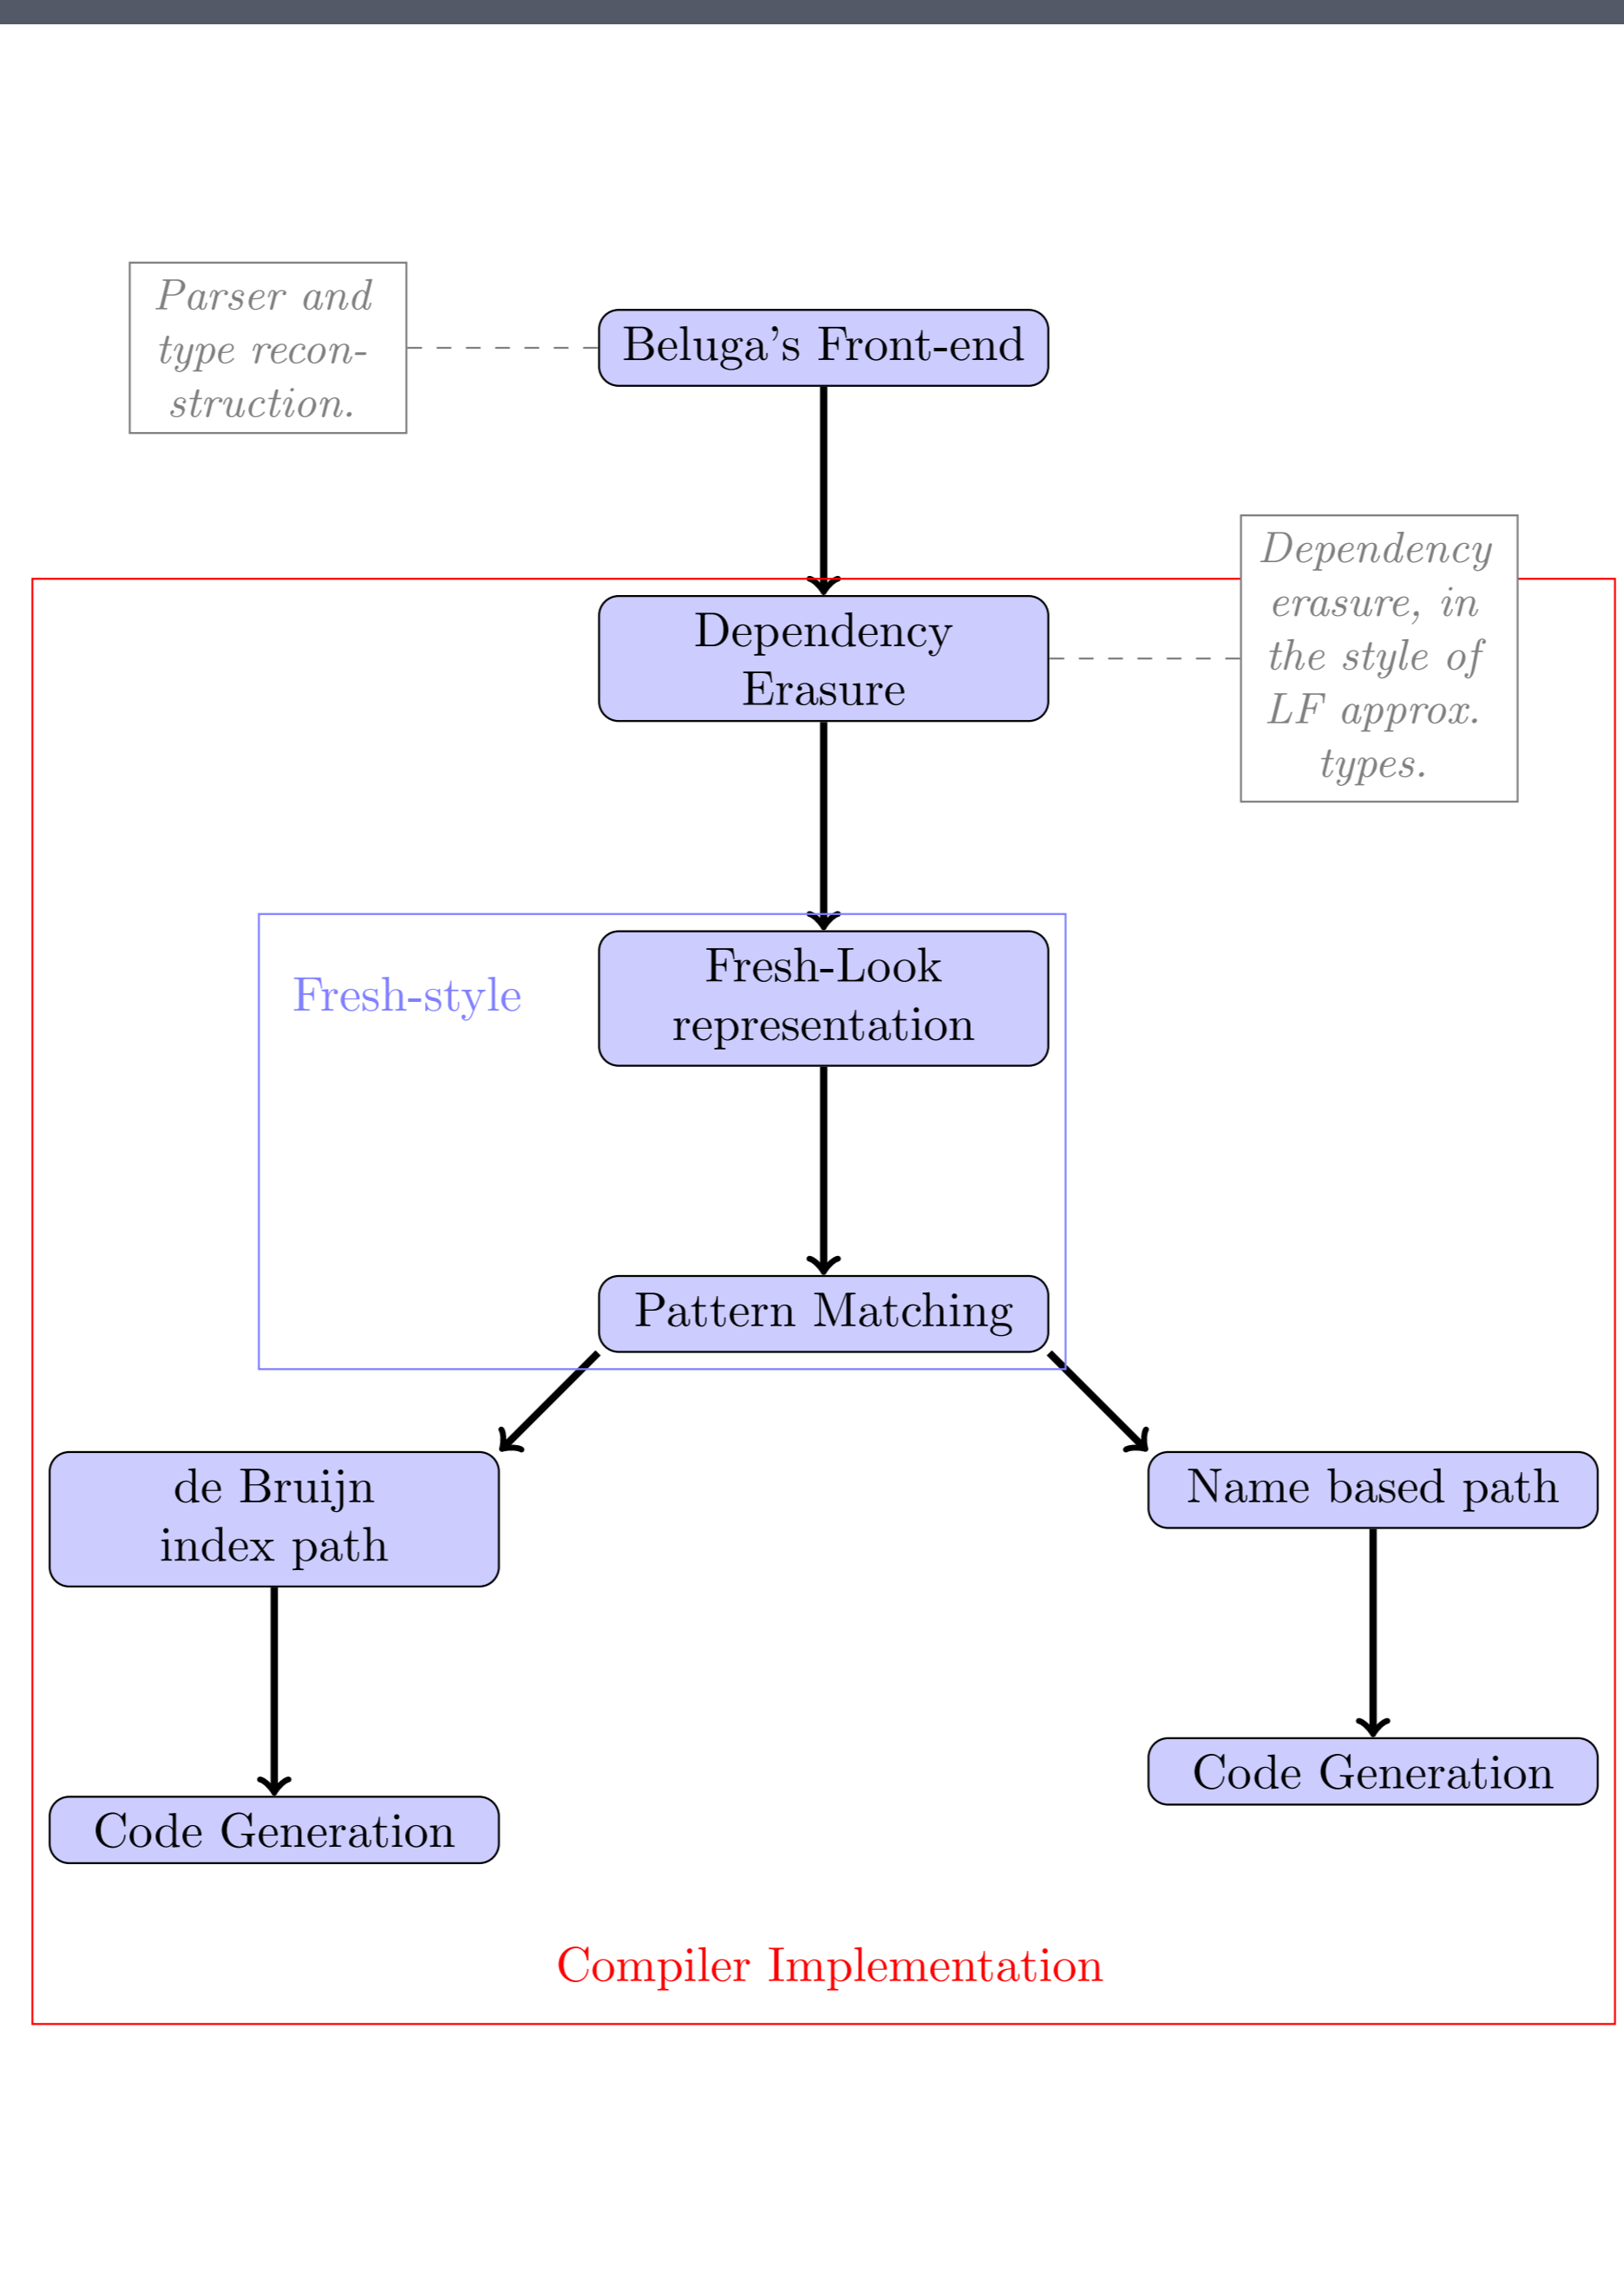 Parser and
type recon-
struction.
Beluga's Front-end
Dependency
erasure, in
the style of
LF approx.
types.
Dependency
Erasure
Fresh-style
Fresh-Look
representation
Pattern Matching
de Bruijn
index path
Name based path
Code Generation
Code Generation
Compiler Implementation